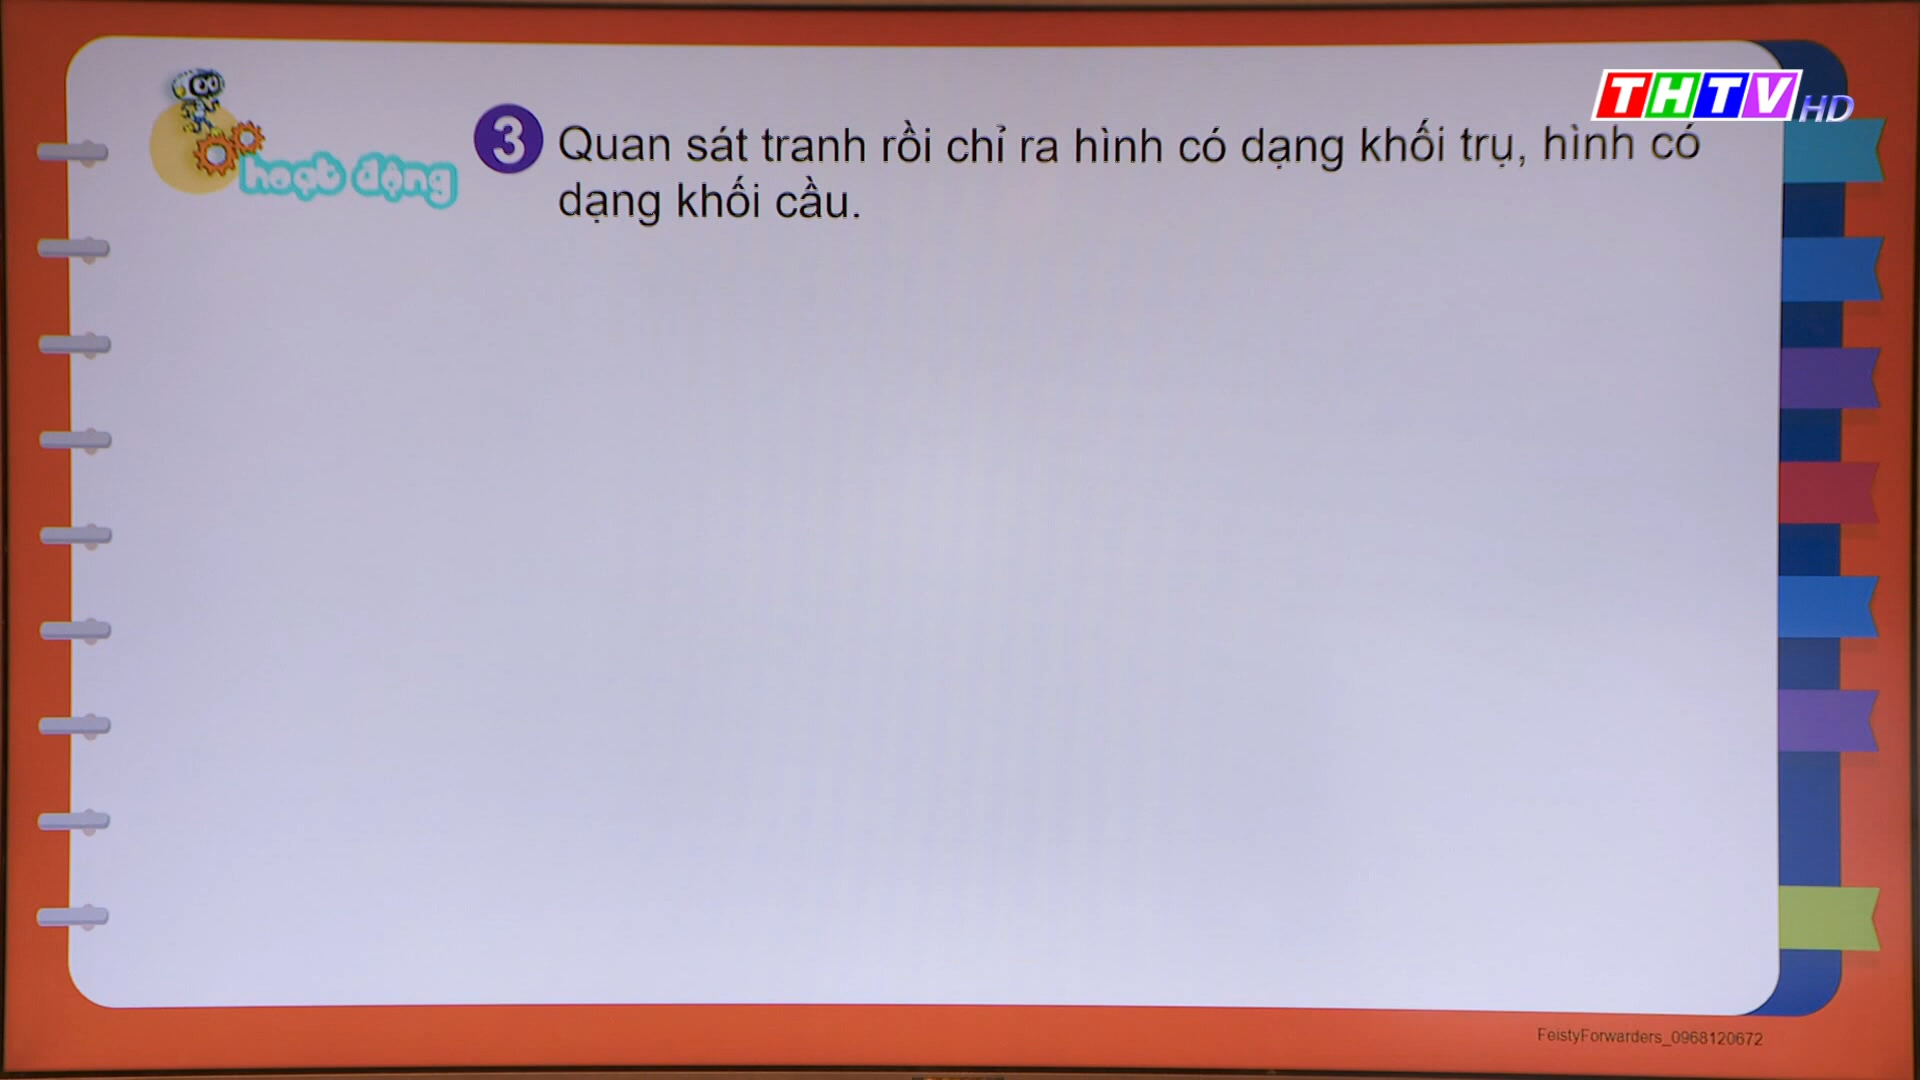 THTV HD
hoạt động
3 Quan sát tranh rồi chỉ ra hình có dạng khối trụ, hình có
dạng khối cầu.
FeistyForwarders_0968120672